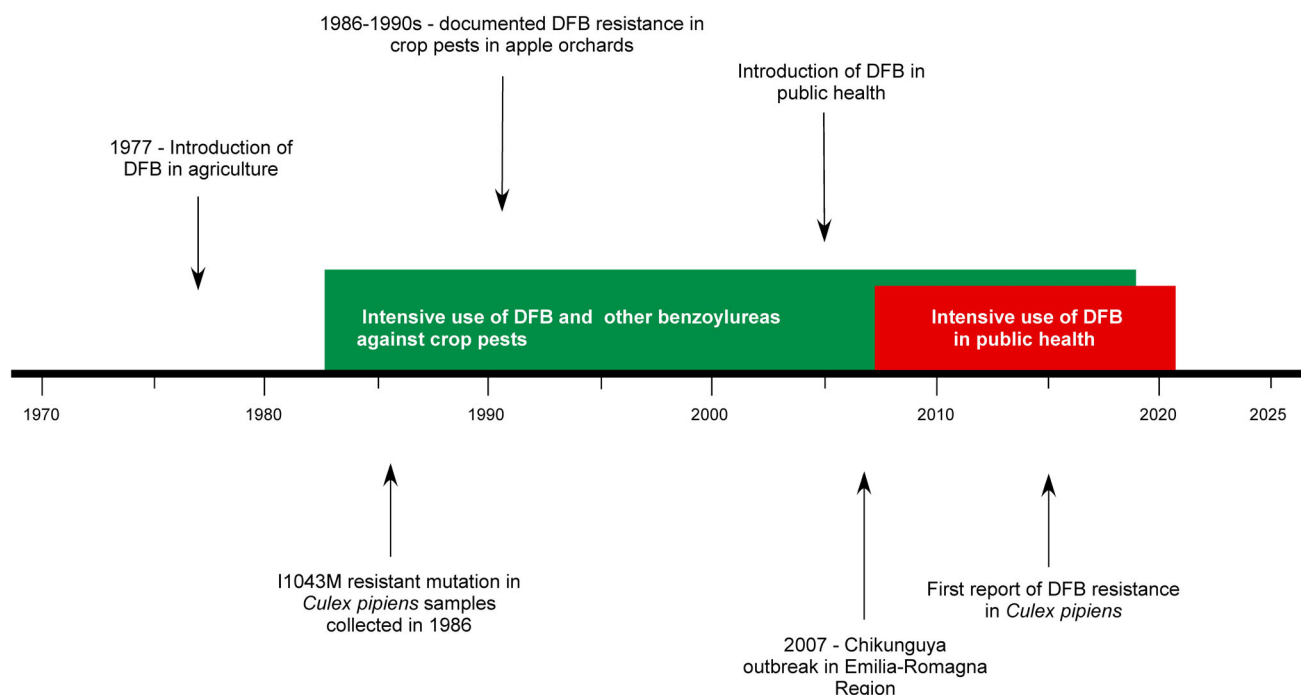 1986-1990s - documented DFB resistance in
crop pests in apple orchards
Introduction of DFB in
public health
1977 - Introduction of
DFB in agriculture
Intensive use of DFB and  other benzoylureas
against crop pests
Intensive use of DFB
in public health
1970
1980
1990
2000
2010
2020
2025
I1043M resistant mutation in
Culex pipiens samples
collected in 1986
First report of DFB resistance
in Culex pipiens
2007 - Chikunguya
outbreak in Emilia-Romagna
Region